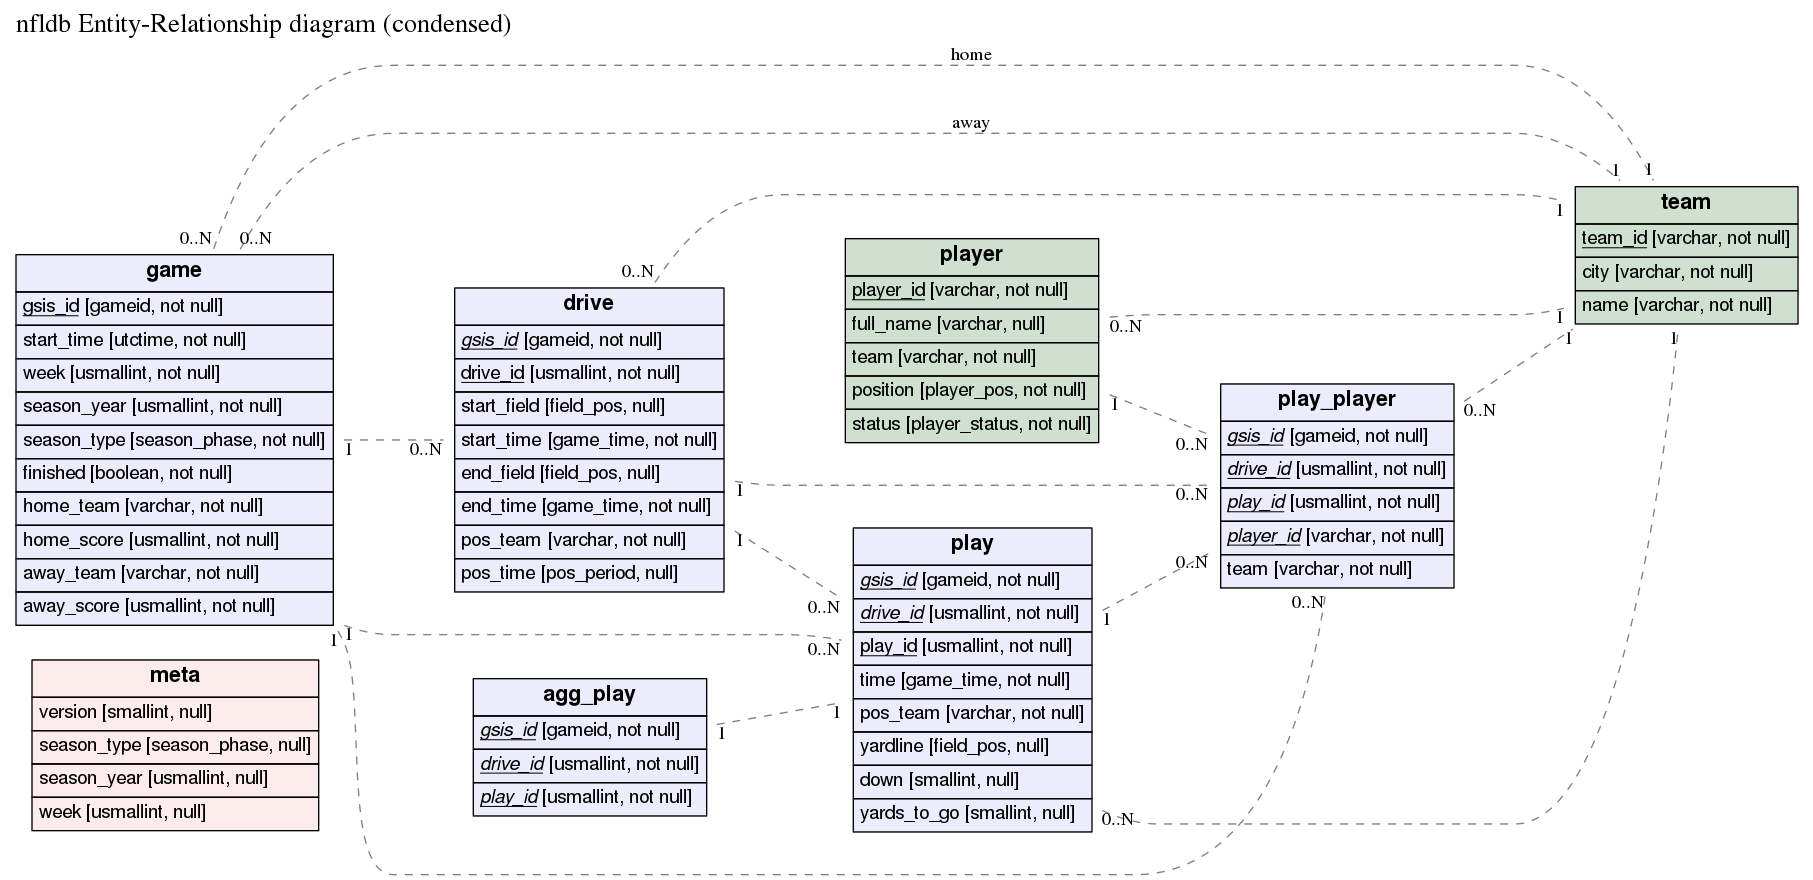 nfldb Entity-Relationship diagram (condensed)
home
away
1
1
0..N
0..N
game
gsis_id [gameid, not null]
start_time [utctime, not null]
week [usmallint, not null]
season_year [usmallint, not null]
season_type [season_phase, not null]
finished [boolean, not null]
home_team [varchar, not null]
home_score [usmallint, not null]
away_team [varchar, not null]
away_score [usmallint, not null]
1
0..N
1
1
meta
version [smallint, null]
season_type [season_phase, null]
season_year [usmallint, null]
week [usmallint, null]
0..N
drive
gsis_id [gameid, not null]
drive_id [usmallint, not null]
start_field [field_pos, null]
start_time [game_time, not null]
end_field [field_pos, null]
end_time [game_time, not null]
pos_team [varchar, not null]
pos_time [pos_period, null]
1
1
0..N
0..N
agg_play
gsis_id [gameid, not null]
drive_id [usmallint, not null]
play_id [usmallint, not null]
1
1
player
player_id [varchar, not null]
full_name [varchar, null]
team [varchar, not null]
position [player_pos, not null]
status [player_status, not null]
0..N
1
0..N
0..N
play
gsis_id [gameid, not null]
drive_id [usmallint, not null]
play_id [usmallint, not null]
time [game_time, not null]
pos_team [varchar, not null]
yardline [field_pos, null]
down [smallint, null]
yards_to_go [smallint, null]
0..N
1
0..N
play_player
gsis_id [gameid, not null]
drive_id [usmallint, not null]
play_id [usmallint, not null]
player_id [varchar, not null]
team [varchar, not null]
0..N
0..N
team
team_id [varchar, not null]
city [varchar, not null]
name [varchar, not null]
1
1
1
1